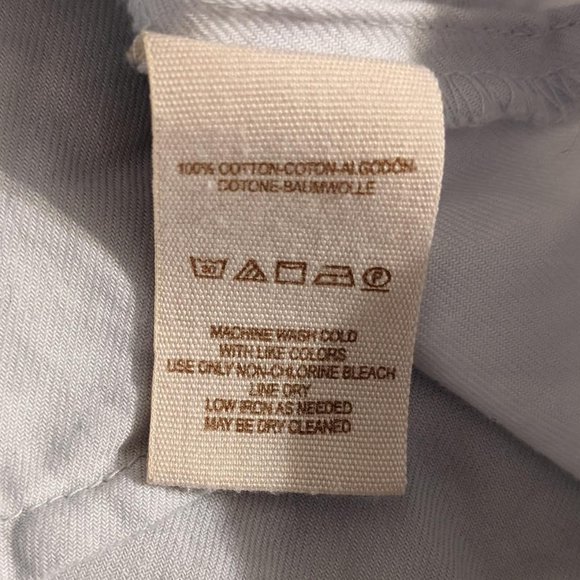 100% COTTON-COTON-ALGODÓN-
COTONE-BAUMWOLLE
30
P
MACHINE WASH COLD
WITH LIKE COLORS
USE ONLY NON-CHLORINE BLEACH
LINE DRY
LOW IRON AS NEEDED
MAY BE DRY CLEANED